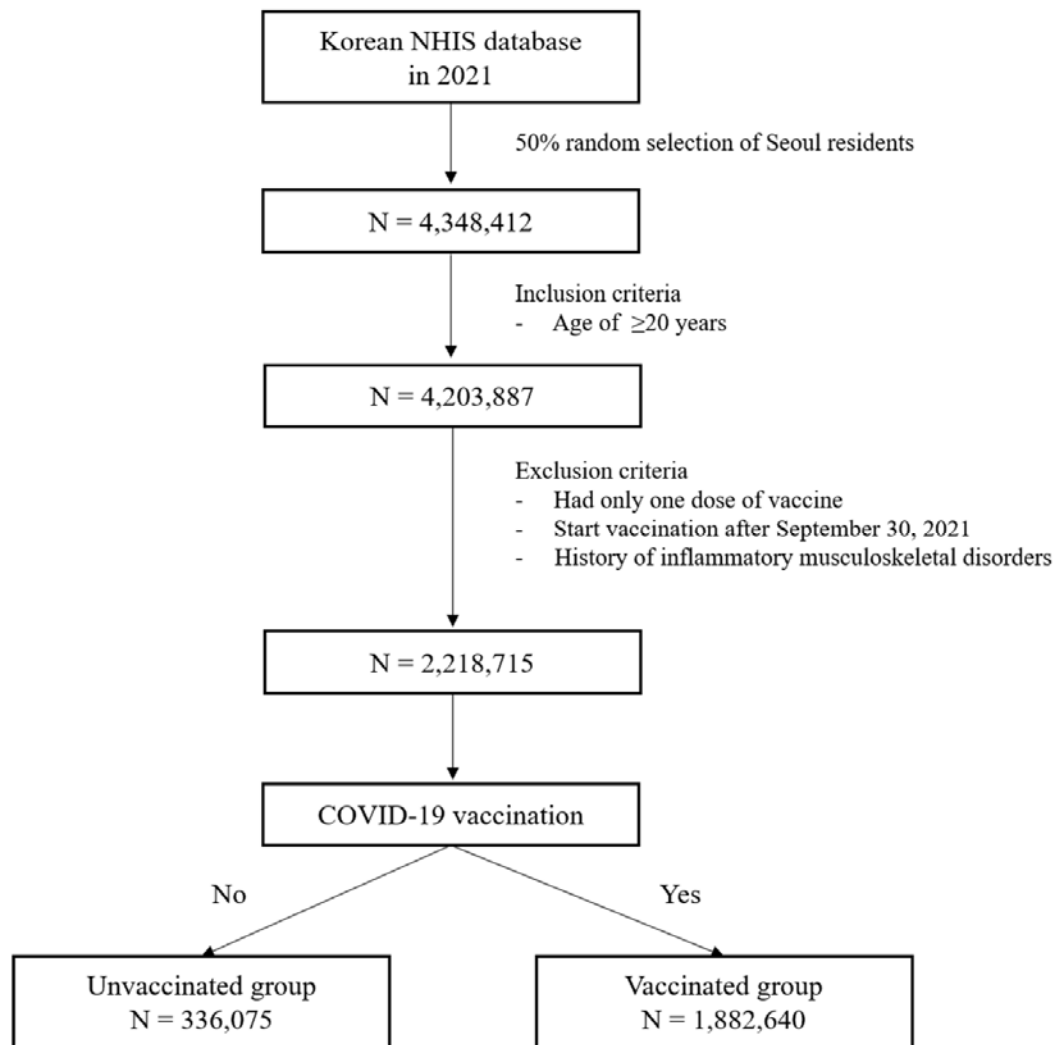 Korean NHIS database
in 2021
50% random selection of Seoul residents
N = 4,348,412
Inclusion criteria
- Age of ≥20 years
N = 4,203,887
Exclusion criteria
- Had only one dose of vaccine
- Start vaccination after September 30, 2021
- History of inflammatory musculoskeletal disorders
N = 2,218,715
COVID-19 vaccination
No
Yes
Unvaccinated group
N = 336,075
Vaccinated group
N = 1,882,640